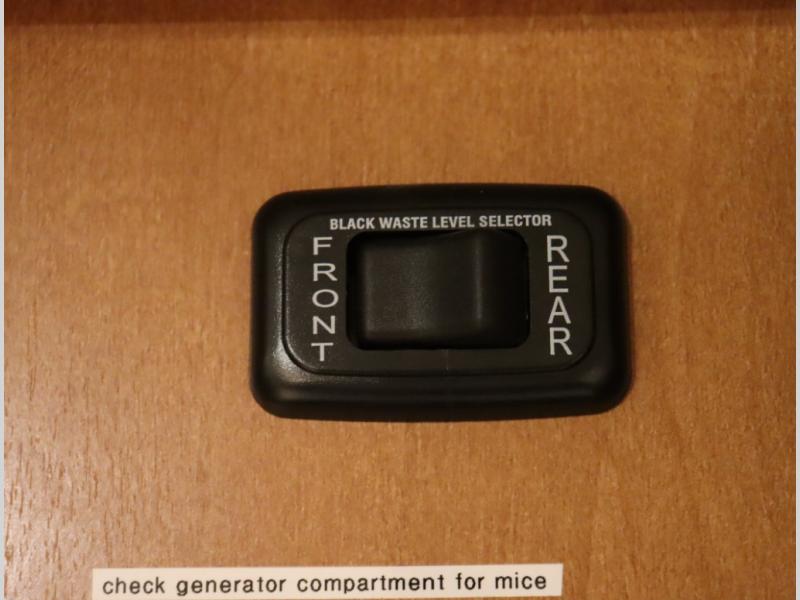 BLACK WASTE LEVEL SELECTOR
FRONT
REAR
check generator compartment for mice